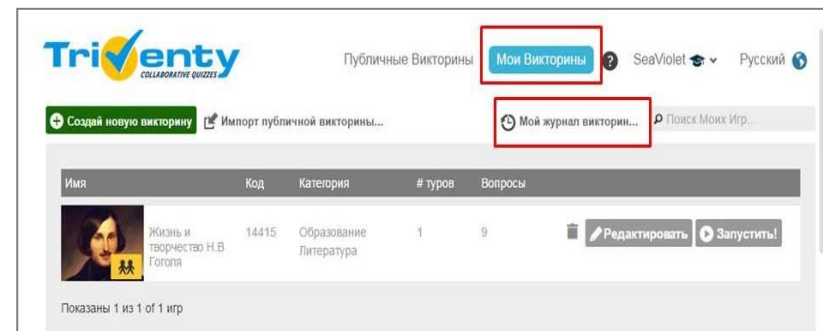 Triventy
COLLABORATIVE QUIZZES
Публичные Викторины Мои Викторины ? SeaViolet Русский
Создай новую викторину Импорт публичной викторины... Мой журнал викторин... Поиск Моих Игр...
Имя Код Категория # туров Вопросы
Жизнь и
творчество Н.В
Гоголя
14415
Образование
Литература
1
9
Редактировать
Запустить!
Показаны 1 из 1 of 1 игр